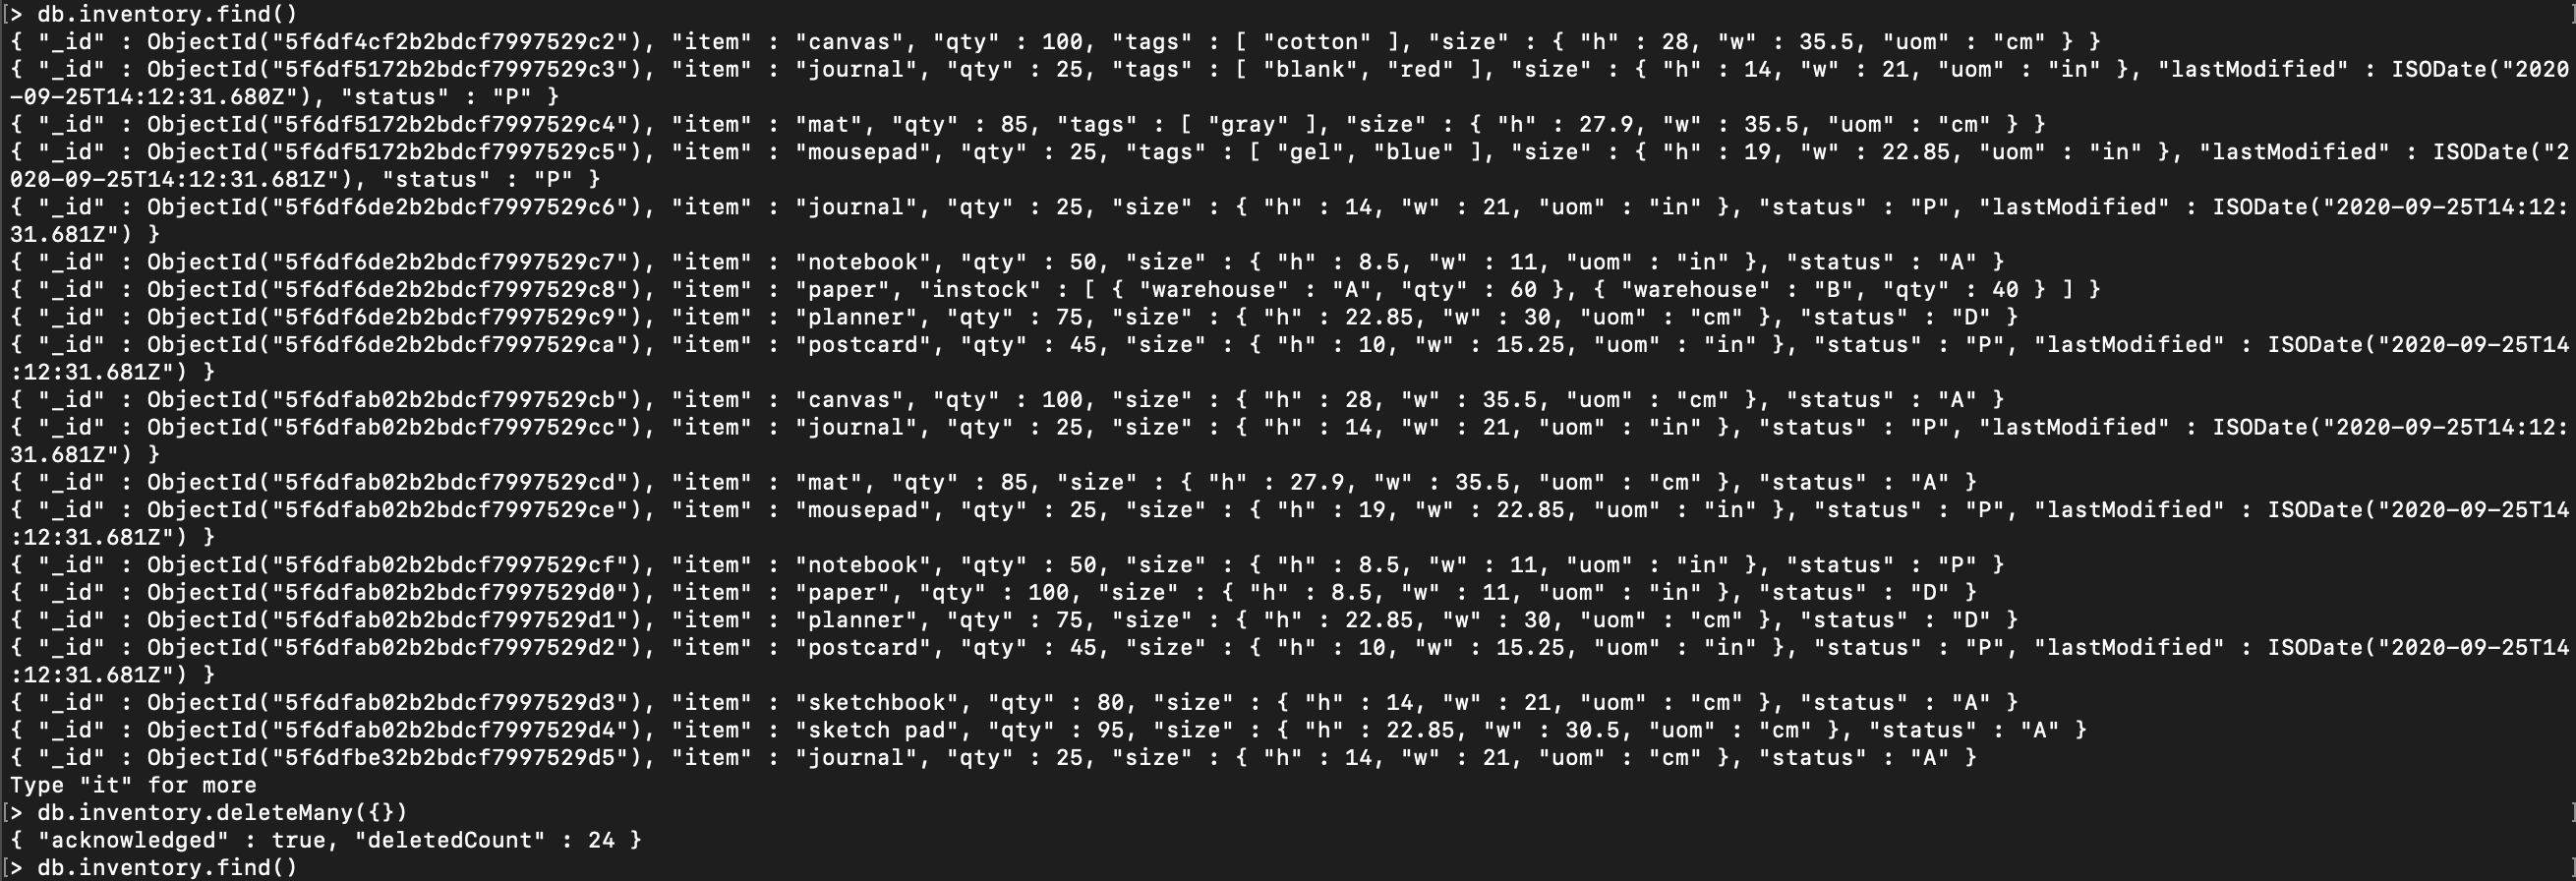 [> db.inventory.find() ]
{ "_id" : ObjectId("5f6df4cf2b2bdcf7997529c2"), "item" : "canvas", "qty" : 100, "tags" : [ "cotton" ], "size" : { "h" : 28, "w" : 35.5, "uom" : "cm" } }
{ "_id" : ObjectId("5f6df5172b2bdcf7997529c3"), "item" : "journal", "qty" : 25, "tags" : [ "blank", "red" ], "size" : { "h" : 14, "w" : 21, "uom" : "in" }, "lastModified" : ISODate("2020
-09-25T14:12:31.680Z"), "status" : "P" }
{ "_id" : ObjectId("5f6df5172b2bdcf7997529c4"), "item" : "mat", "qty" : 85, "tags" : [ "gray" ], "size" : { "h" : 27.9, "w" : 35.5, "uom" : "cm" } }
{ "_id" : ObjectId("5f6df5172b2bdcf7997529c5"), "item" : "mousepad", "qty" : 25, "tags" : [ "gel", "blue" ], "size" : { "h" : 19, "w" : 22.85, "uom" : "in" }, "lastModified" : ISODate("2
020-09-25T14:12:31.681Z"), "status" : "P" }
{ "_id" : ObjectId("5f6df6de2b2bdcf7997529c6"), "item" : "journal", "qty" : 25, "size" : { "h" : 14, "w" : 21, "uom" : "in" }, "status" : "P", "lastModified" : ISODate("2020-09-25T14:12:
31.681Z") }
{ "_id" : ObjectId("5f6df6de2b2bdcf7997529c7"), "item" : "notebook", "qty" : 50, "size" : { "h" : 8.5, "w" : 11, "uom" : "in" }, "status" : "A" }
{ "_id" : ObjectId("5f6df6de2b2bdcf7997529c8"), "item" : "paper", "instock" : [ { "warehouse" : "A", "qty" : 60 }, { "warehouse" : "B", "qty" : 40 } ] }
{ "_id" : ObjectId("5f6df6de2b2bdcf7997529c9"), "item" : "planner", "qty" : 75, "size" : { "h" : 22.85, "w" : 30, "uom" : "cm" }, "status" : "D" }
{ "_id" : ObjectId("5f6df6de2b2bdcf7997529ca"), "item" : "postcard", "qty" : 45, "size" : { "h" : 10, "w" : 15.25, "uom" : "in" }, "status" : "P", "lastModified" : ISODate("2020-09-25T14
:12:31.681Z") }
{ "_id" : ObjectId("5f6dfab02b2bdcf7997529cb"), "item" : "canvas", "qty" : 100, "size" : { "h" : 28, "w" : 35.5, "uom" : "cm" }, "status" : "A" }
{ "_id" : ObjectId("5f6dfab02b2bdcf7997529cc"), "item" : "journal", "qty" : 25, "size" : { "h" : 14, "w" : 21, "uom" : "in" }, "status" : "P", "lastModified" : ISODate("2020-09-25T14:12:
31.681Z") }
{ "_id" : ObjectId("5f6dfab02b2bdcf7997529cd"), "item" : "mat", "qty" : 85, "size" : { "h" : 27.9, "w" : 35.5, "uom" : "cm" }, "status" : "A" }
{ "_id" : ObjectId("5f6dfab02b2bdcf7997529ce"), "item" : "mousepad", "qty" : 25, "size" : { "h" : 19, "w" : 22.85, "uom" : "in" }, "status" : "P", "lastModified" : ISODate("2020-09-25T14
:12:31.681Z") }
{ "_id" : ObjectId("5f6dfab02b2bdcf7997529cf"), "item" : "notebook", "qty" : 50, "size" : { "h" : 8.5, "w" : 11, "uom" : "in" }, "status" : "P" }
{ "_id" : ObjectId("5f6dfab02b2bdcf7997529d0"), "item" : "paper", "qty" : 100, "size" : { "h" : 8.5, "w" : 11, "uom" : "in" }, "status" : "D" }
{ "_id" : ObjectId("5f6dfab02b2bdcf7997529d1"), "item" : "planner", "qty" : 75, "size" : { "h" : 22.85, "w" : 30, "uom" : "cm" }, "status" : "D" }
{ "_id" : ObjectId("5f6dfab02b2bdcf7997529d2"), "item" : "postcard", "qty" : 45, "size" : { "h" : 10, "w" : 15.25, "uom" : "in" }, "status" : "P", "lastModified" : ISODate("2020-09-25T14
:12:31.681Z") }
{ "_id" : ObjectId("5f6dfab02b2bdcf7997529d3"), "item" : "sketchbook", "qty" : 80, "size" : { "h" : 14, "w" : 21, "uom" : "cm" }, "status" : "A" }
{ "_id" : ObjectId("5f6dfab02b2bdcf7997529d4"), "item" : "sketch pad", "qty" : 95, "size" : { "h" : 22.85, "w" : 30.5, "uom" : "cm" }, "status" : "A" }
{ "_id" : ObjectId("5f6dfbe32b2bdcf7997529d5"), "item" : "journal", "qty" : 25, "size" : { "h" : 14, "w" : 21, "uom" : "cm" }, "status" : "A" }
Type "it" for more
[> db.inventory.deleteMany({}) ]
{ "acknowledged" : true, "deletedCount" : 24 }
[> db.inventory.find() ]